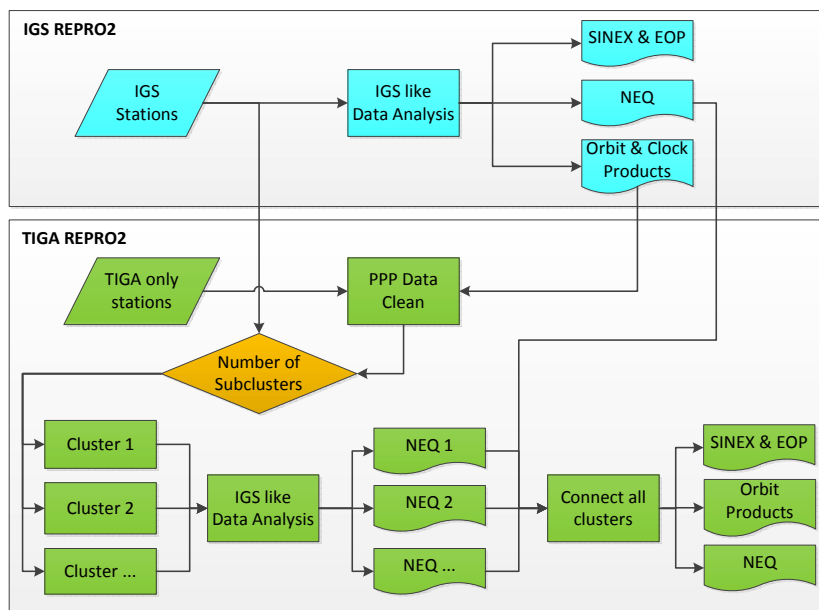 IGS REPRO2
IGS
Stations
IGS like
Data Analysis
SINEX & EOP
NEQ
Orbit & Clock
Products
TIGA REPRO2
TIGA only
stations
PPP Data
Clean
Number of
Subclusters
Cluster 1
Cluster 2
Cluster ...
IGS like
Data Analysis
NEQ 1
NEQ 2
NEQ ...
Connect all
clusters
SINEX & EOP
Orbit
Products
NEQ